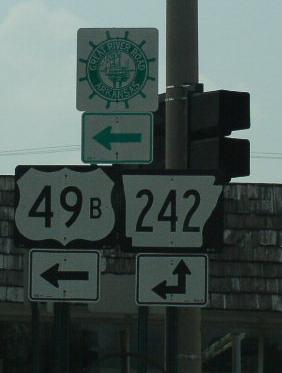 GREAT RIVER ROAD
ARKANSAS
49B
242